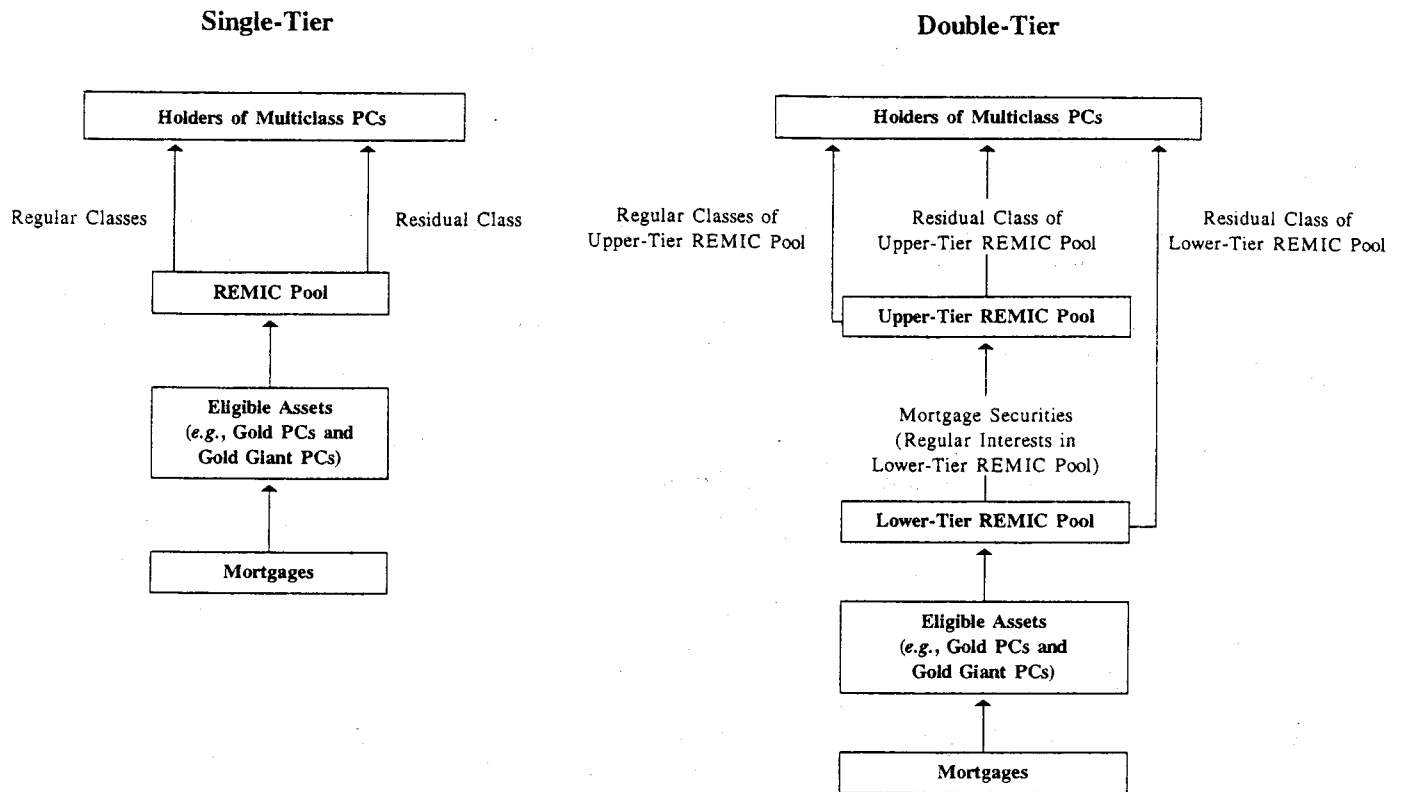 Single-Tier
Holders of Multiclass PCs
Regular Classes
Residual Class
REMIC Pool
Eligible Assets
(e.g., Gold PCs and
Gold Giant PCs)
Mortgages
Double-Tier
Holders of Multiclass PCs
Regular Classes of
Upper-Tier REMIC Pool
Residual Class of
Upper-Tier REMIC Pool
Residual Class of
Lower-Tier REMIC Pool
Upper-Tier REMIC Pool
Mortgage Securities
(Regular Interests in
Lower-Tier REMIC Pool)
Lower-Tier REMIC Pool
Eligible Assets
(e.g., Gold PCs and
Gold Giant PCs)
Mortgages